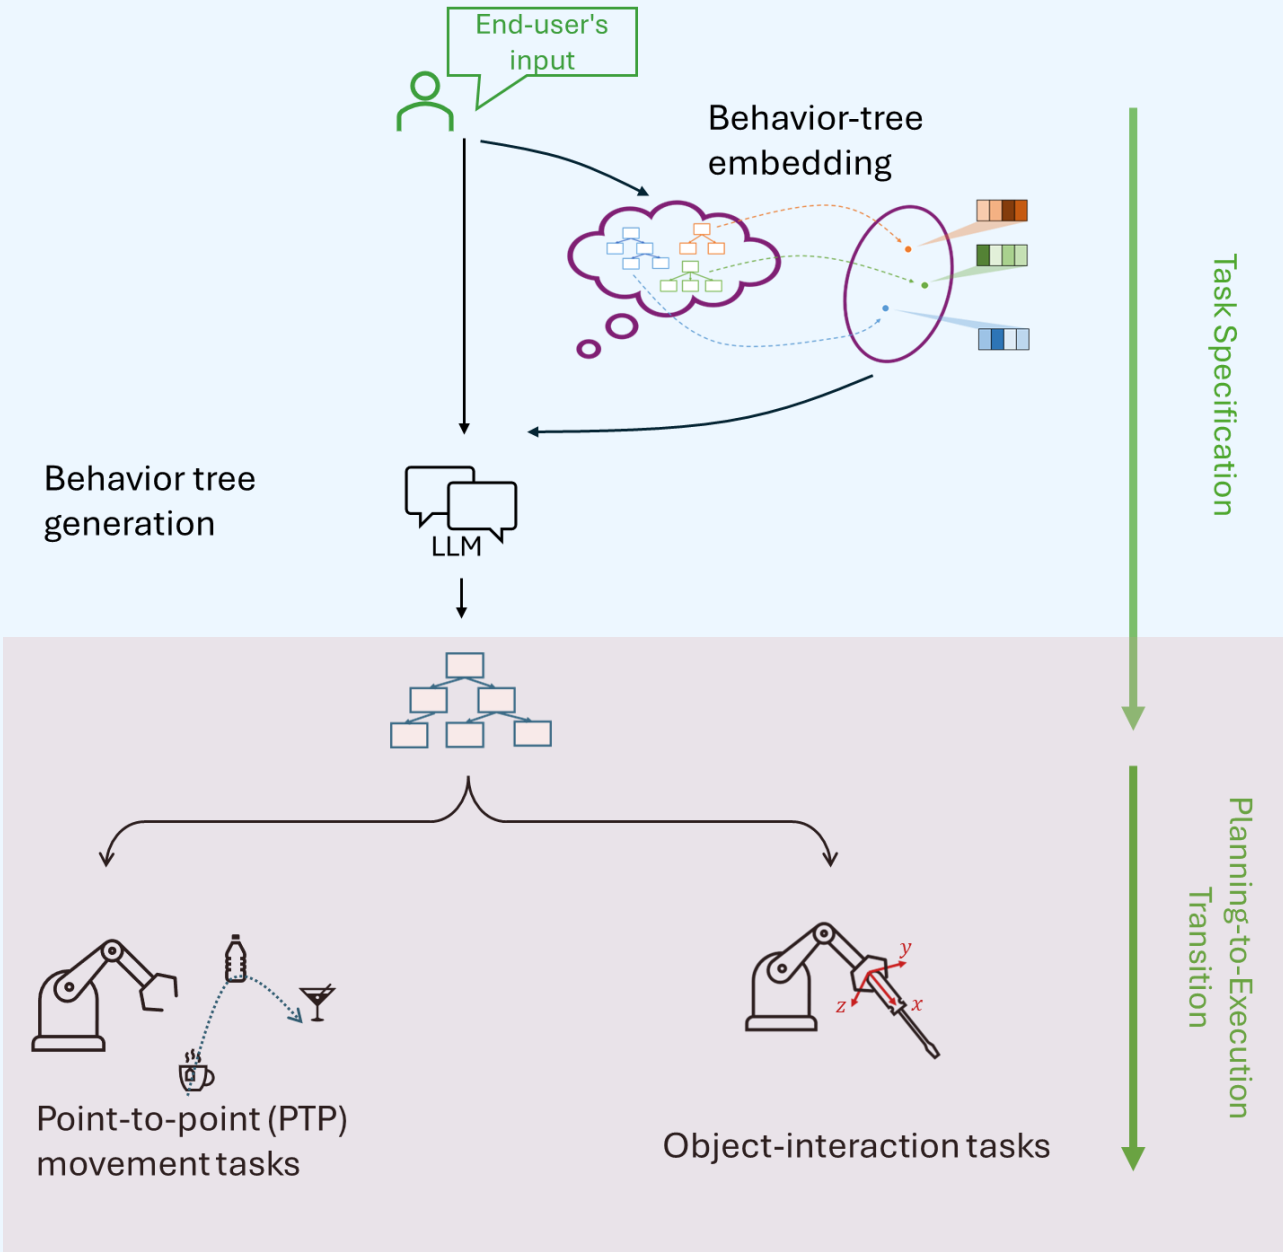 End-user's
input
Behavior-tree
embedding
Task Specification
Behavior tree
generation
LLM
Planning-to-Execution
Transition
y
z
x
Point-to-point (PTP)
movement tasks
Object-interaction tasks